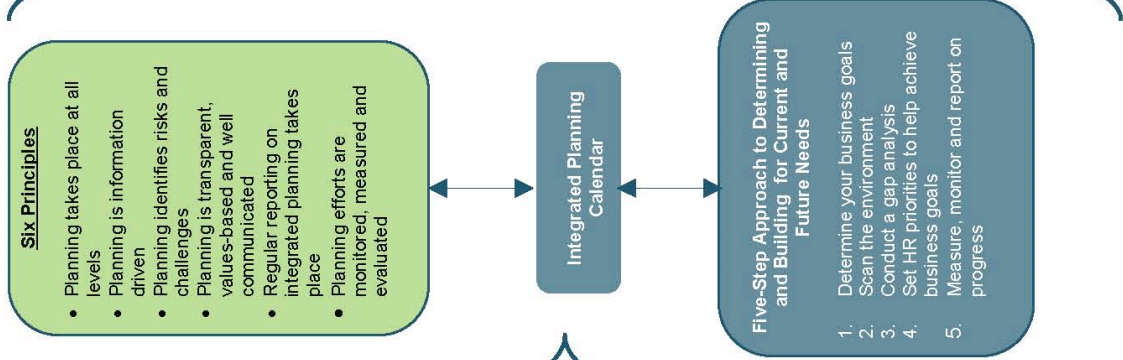 Six Principles
• Planning takes place at all
levels
• Planning is information
driven
• Planning identifies risks and
challenges
• Planning is transparent,
values-based and well
communicated
• Regular reporting on
integrated planning takes
place
• Planning efforts are
monitored, measured and
evaluated
Integrated Planning
Calendar
Five-Step Approach to Determining
and Building for Current and
Future Needs
1. Determine your business goals
2. Scan the environment
3. Conduct a gap analysis
4. Set HR priorities to help achieve
business goals
5. Measure, monitor and report on
progress